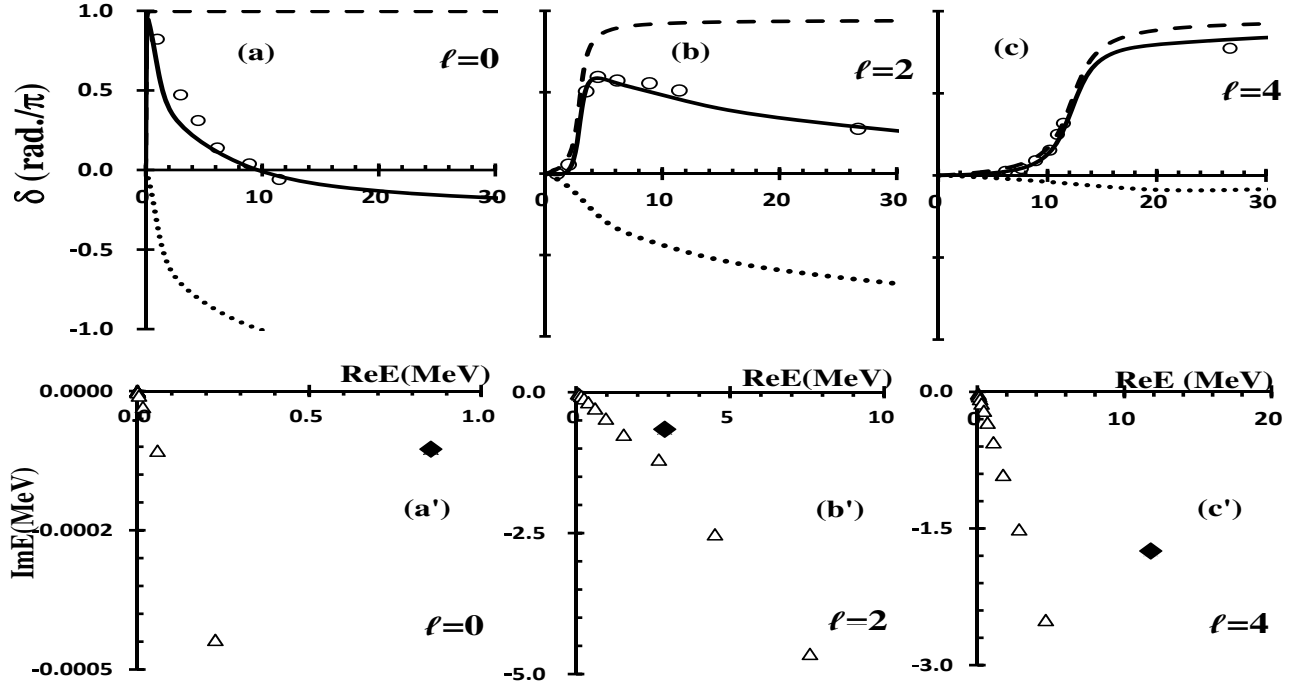 δ (rad./π)
1.0
0.5
0.0
-0.5
-1.0
0
10
20
30
(a)
ℓ=0
0
10
20
30
(b)
ℓ=2
0
10
20
30
(c)
ℓ=4
ImE(MeV)
0.0000
-0.0002
-0.0005
ReE(MeV)
0.0
0.5
1.0
(a')
ℓ=0
0.0
-2.5
-5.0
ReE(MeV)
0
5
10
(b')
ℓ=2
0.0
-1.5
-3.0
ReE (MeV)
0
10
20
(c')
ℓ=4